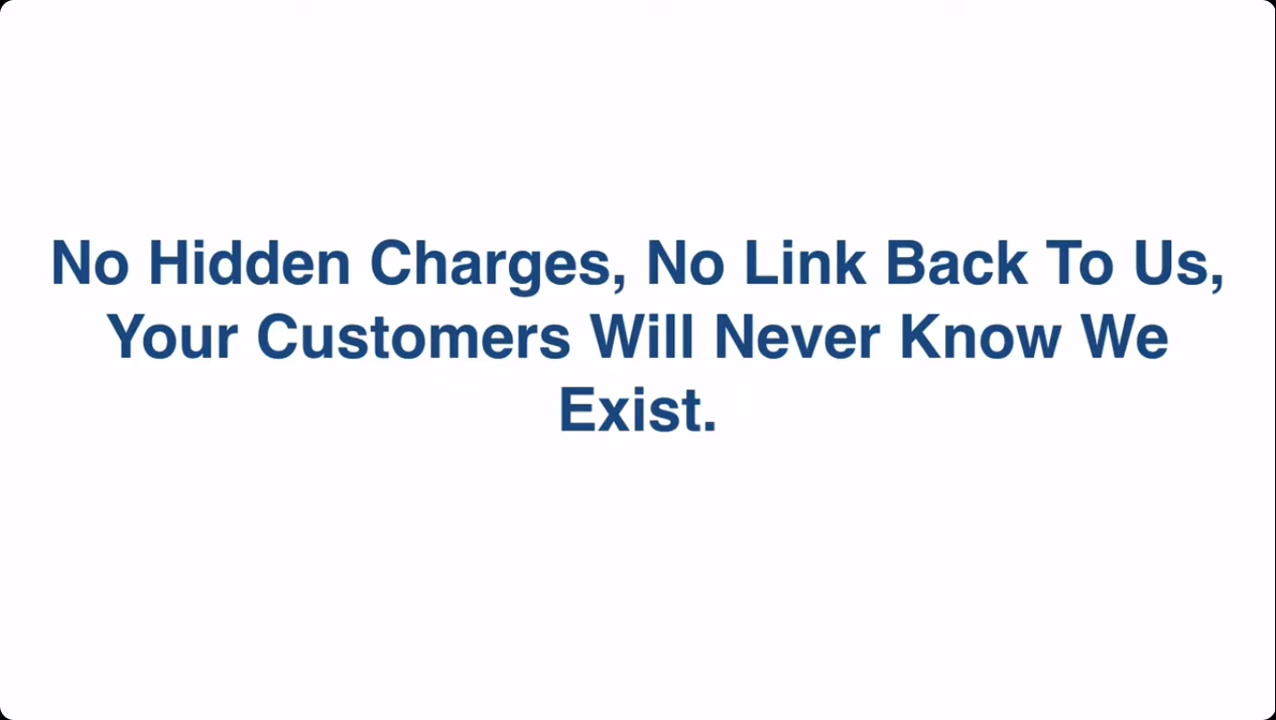 No Hidden Charges, No Link Back To Us,
Your Customers Will Never Know We
Exist.